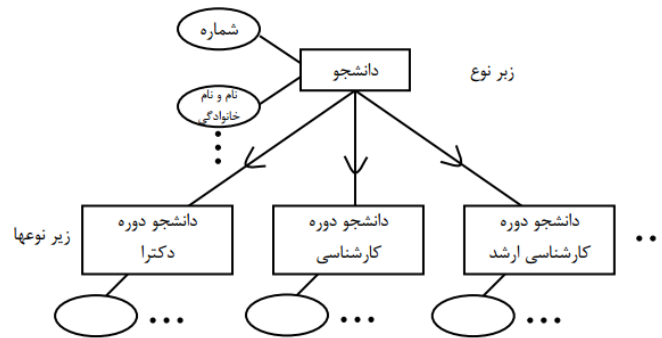 شماره
دانشجو
زبر نوع
نام و نام
خانوادگی
زیر نوعها
دانشجو دوره
کارشناسی ارشد
دانشجو دوره
کارشناسی
دانشجو دوره
دکترا